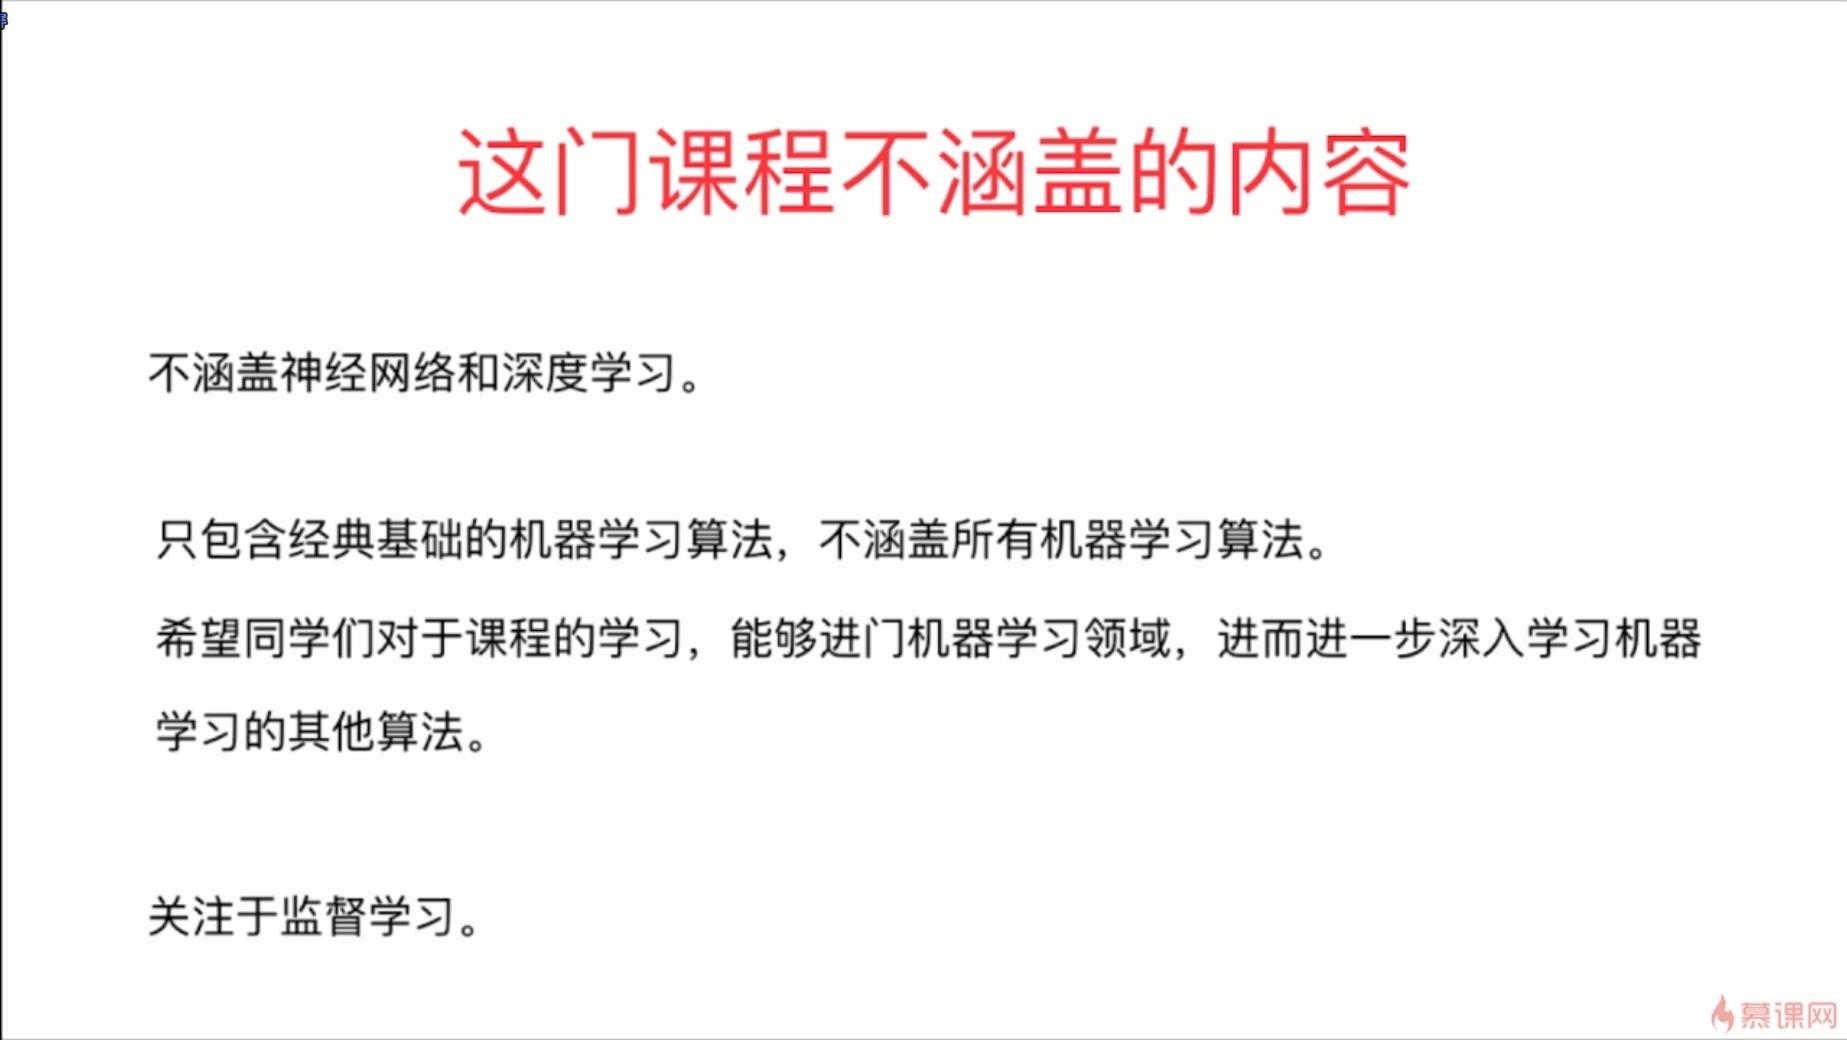 这门课程不涵盖的内容
不涵盖神经网络和深度学习。
只包含经典基础的机器学习算法，不涵盖所有机器学习算法。
希望同学们对于课程的学习，能够进门机器学习领域，进而进一步深入学习机器
学习的其他算法。
关注于监督学习。
慕课网